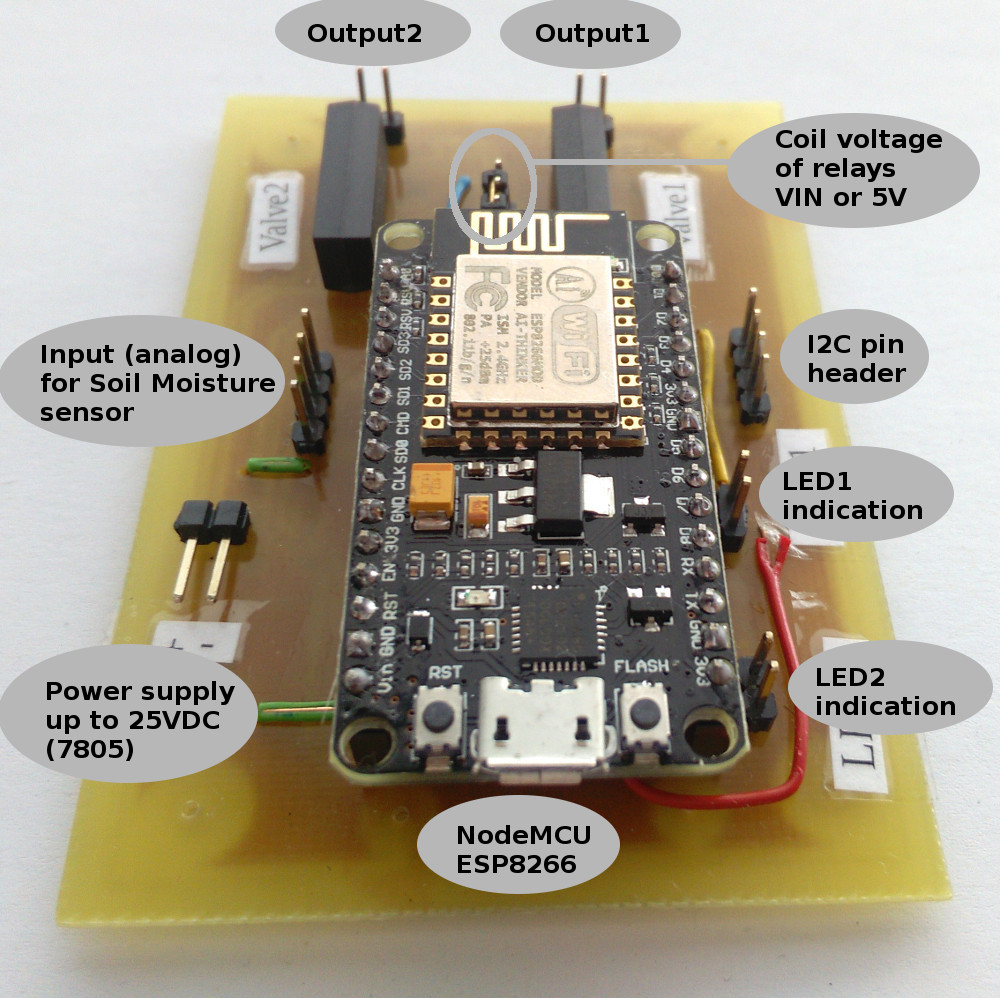 Output2
Output1
Coil voltage
of relays
VIN or 5V
Valve2
Valve1
Input (analog)
for Soil Moisture
sensor
I2C pin
header
LED1
indication
Power supply
up to 25VDC
(7805)
LED2
indication
NodeMCU
ESP8266
MODEL ESP8266MOD
VENDOR AI-THINKER
ISM 2.4GHz
PA +25dBm
802.11b/g/n
FC
Ai
WiFi
A0
RSV
SD3
SD2
SD1
CMD
SD0
CLK
GND
3V3
EN
RST
GND
Vin
D0
D1
D2
D3
D4
3V3
GND
D5
D6
D7
D8
RX
TX
GND
3V3
RST
FLASH
+ -